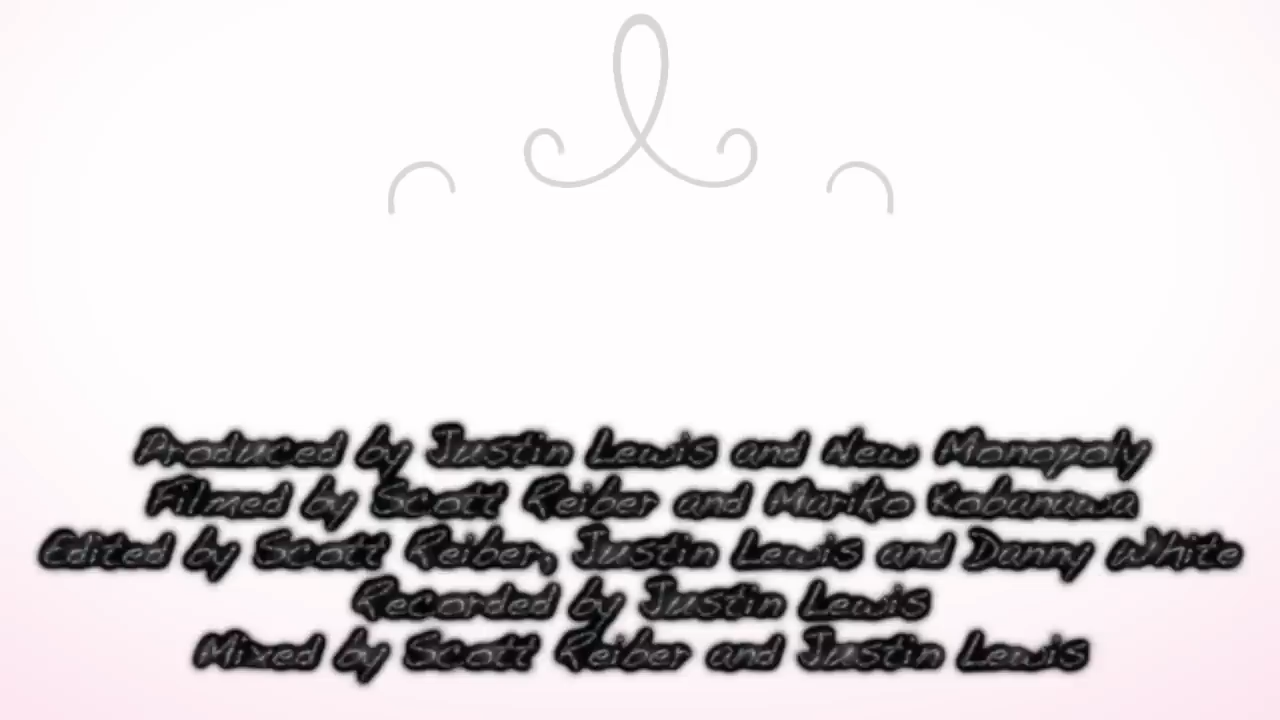 Produced by Justin Lewis and New Monopoly
Filmed by Scott Reiber and Mariko Kobanawa
Edited by Scott Reiber, Justin Lewis and Danny White
Recorded by Justin Lewis
Mixed by Scott Reiber and Justin Lewis